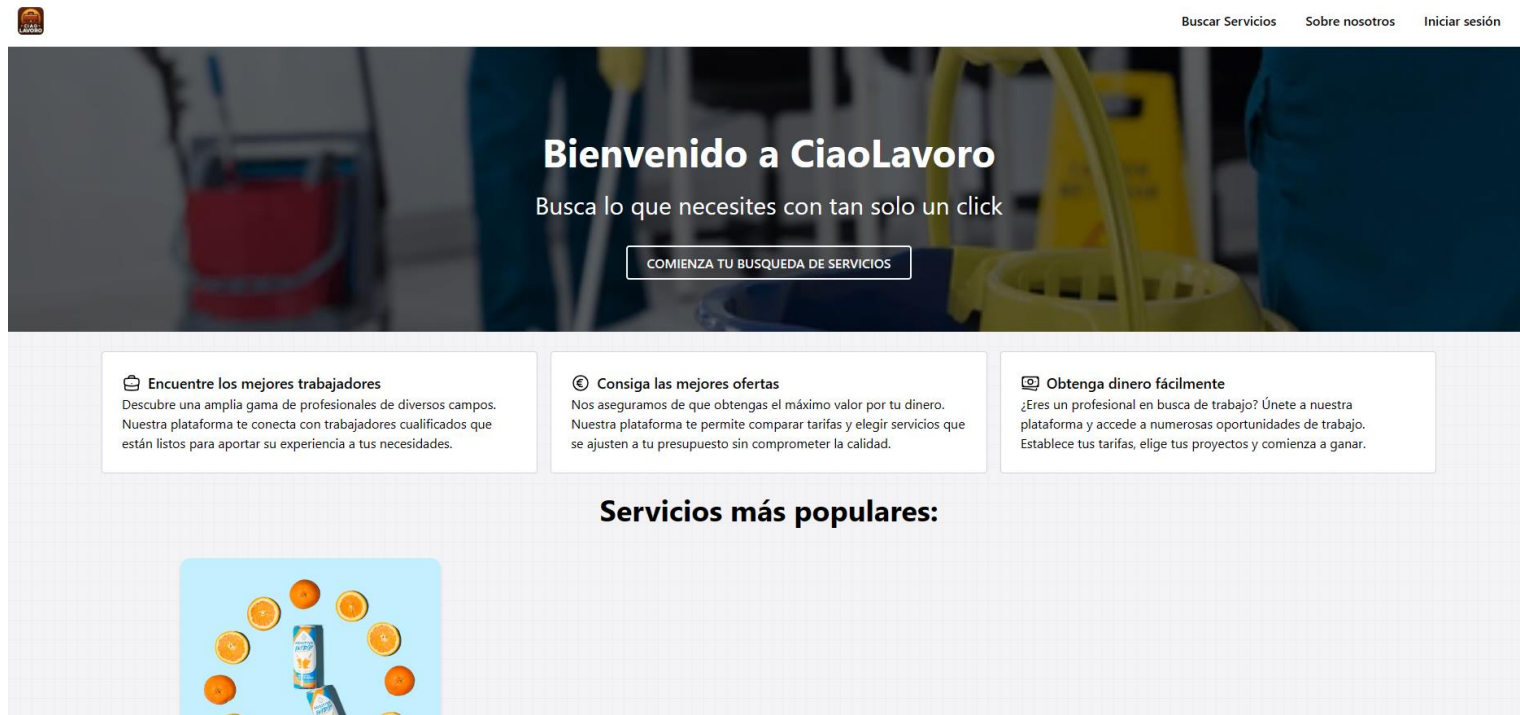 CIAO
LAVORO
Buscar Servicios Sobre nosotros Iniciar sesión
Bienvenido a CiaoLavoro
Busca lo que necesites con tan solo un click
COMIENZA TU BUSQUEDA DE SERVICIOS
Encuentre los mejores trabajadores
Descubre una amplia gama de profesionales de diversos campos.
Nuestra plataforma te conecta con trabajadores cualificados que
están listos para aportar su experiencia a tus necesidades.
Consiga las mejores ofertas
Nos aseguramos de que obtengas el máximo valor por tu dinero.
Nuestra plataforma te permite comparar tarifas y elegir servicios que
se ajusten a tu presupuesto sin comprometer la calidad.
Obtenga dinero fácilmente
¿Eres un profesional en busca de trabajo? Únete a nuestra
plataforma y accede a numerosas oportunidades de trabajo.
Establece tus tarifas, elige tus proyectos y comienza a ganar.
Servicios más populares: